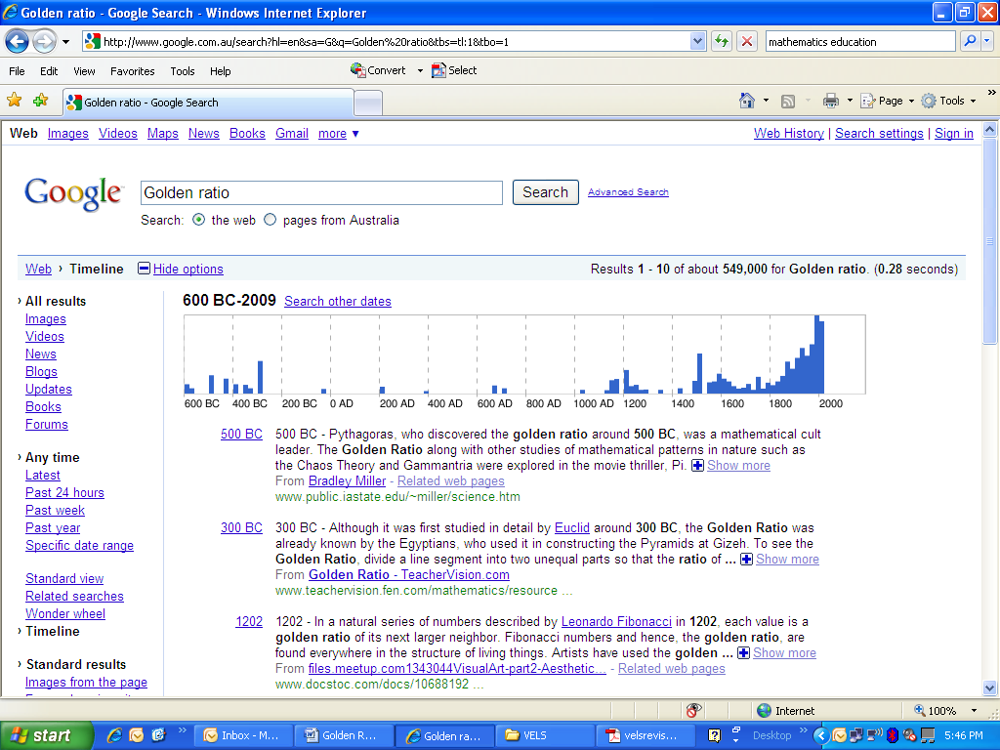 Golden ratio - Google Search - Windows Internet Explorer
http://www.google.com.au/search?hl=en&sa=G&q=Golden%20ratio&tbs=tl:1&tbo=1
mathematics education
File Edit View Favorites Tools Help
Convert Select
Golden ratio - Google Search
Page Tools
Web Images Videos Maps News Books Gmail more ▼
Web History | Search settings | Sign in
Google
Golden ratio
Search
Advanced Search
Search: the web pages from Australia
Web › Timeline Hide options
Results 1 - 10 of about 549,000 for Golden ratio. (0.28 seconds)
› All results
Images
Videos
News
Blogs
Updates
Books
Forums
› Any time
Latest
Past 24 hours
Past week
Past year
Specific date range
Standard view
Related searches
Wonder wheel
› Timeline
› Standard results
Images from the page
600 BC-2009 Search other dates
600 BC 400 BC 200 BC 0 AD 200 AD 400 AD 600 AD 800 AD 1000 AD 1200 1400 1600 1800 2000
500 BC
500 BC - Pythagoras, who discovered the golden ratio around 500 BC, was a mathematical cult
leader. The Golden Ratio along with other studies of mathematical patterns in nature such as
the Chaos Theory and Gammantria were explored in the movie thriller, Pi. Show more
From Bradley Miller - Related web pages
www.public.iastate.edu/~miller/science.htm
300 BC
300 BC - Although it was first studied in detail by Euclid around 300 BC, the Golden Ratio was
already known by the Egyptians, who used it in constructing the Pyramids at Gizeh. To see the
Golden Ratio, divide a line segment into two unequal parts so that the ratio of ... Show more
From Golden Ratio - TeacherVision.com
www.teachervision.fen.com/mathematics/resource ...
1202
1202 - In a natural series of numbers described by Leonardo Fibonacci in 1202, each value is a
golden ratio of its next larger neighbor. Fibonacci numbers and hence, the golden ratio, are
found everywhere in the structure of living things. Artists have used the golden ... Show more
From files.meetup.com1343044VisualArt-part2-Aesthetic... - Related web pages
www.docstoc.com/docs/10688192 ...
Internet
100%
start
Inbox - M...
Golden R...
Golden ra...
VELS
velsrevis...
Desktop
5:46 PM